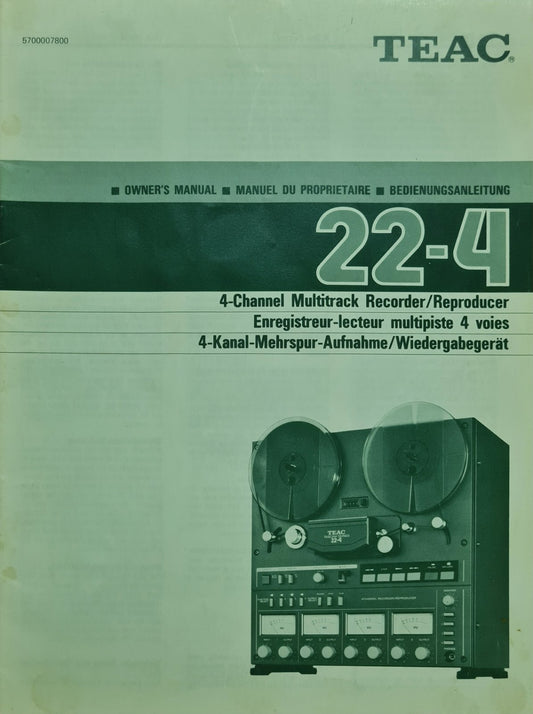 5700007800
TEAC®
■ OWNER'S MANUAL ■ MANUEL DU PROPRIETAIRE ■ BEDIENUNGSANLEITUNG
22-4
4-Channel Multitrack Recorder/Reproducer
Enregistreur-lecteur multipiste 4 voies
4-Kanal-Mehrspur-Aufnahme/Wiedergabegerät
TEAC
22-4